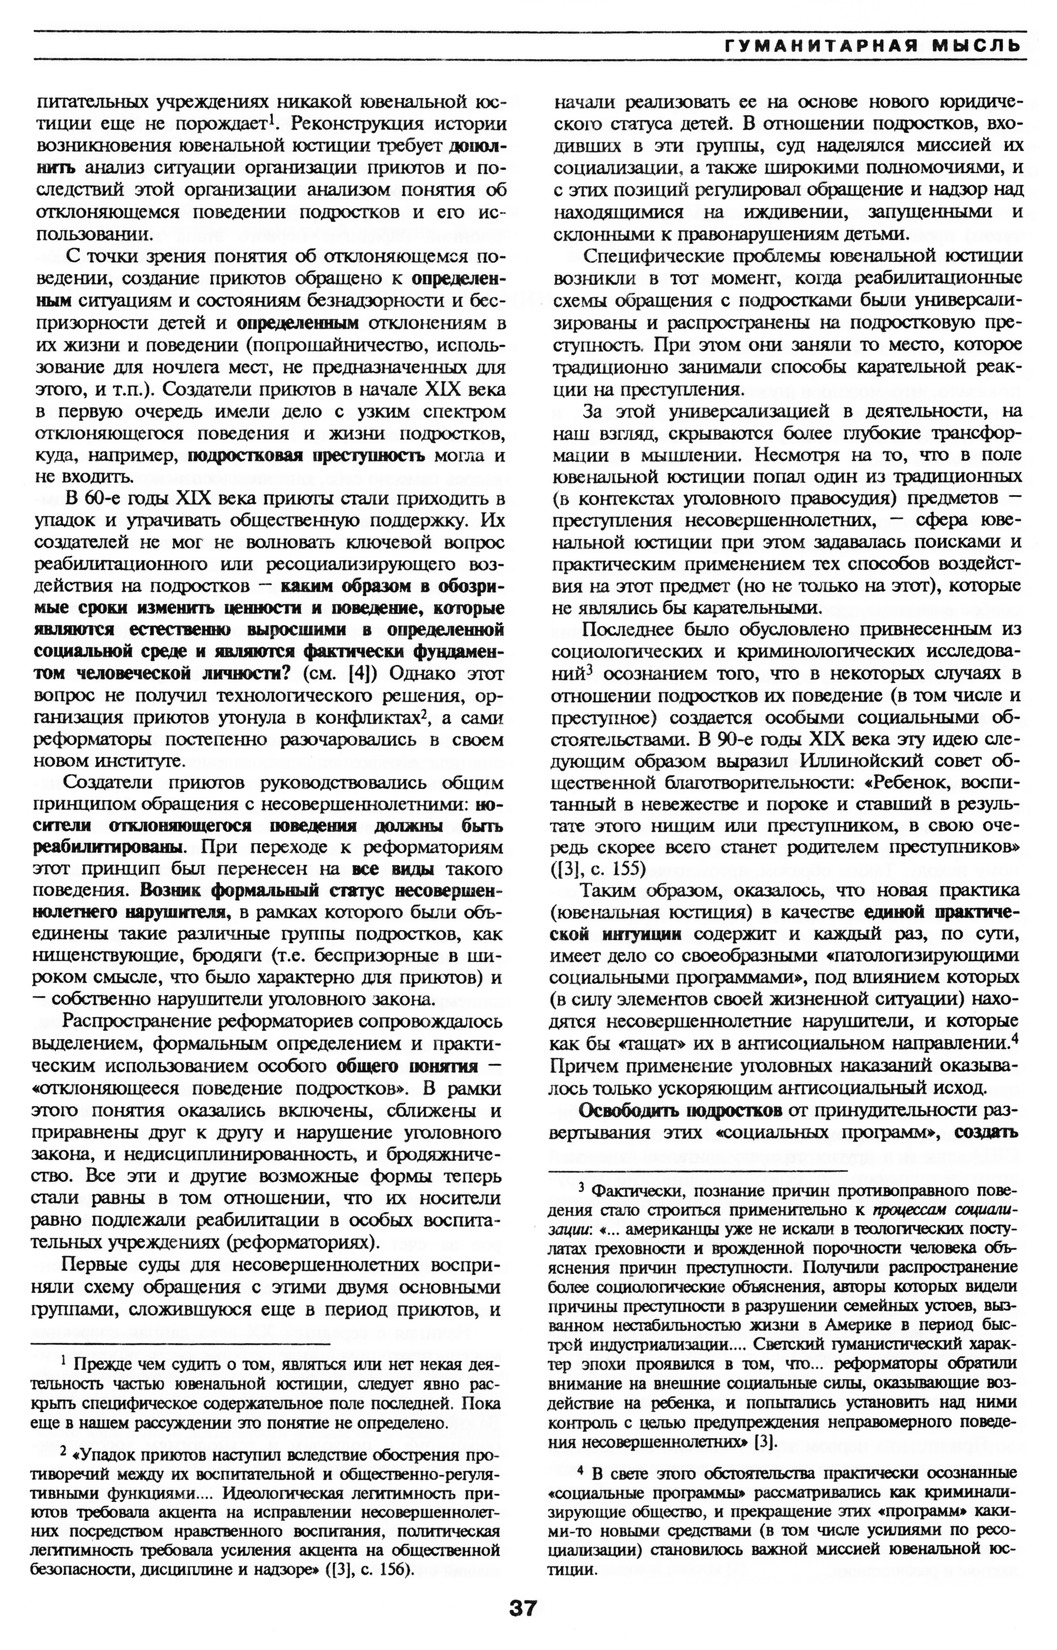 ГУМАНИТАРНАЯ МЫСЛЬ
питательных учреждениях никакой ювенальной юс-
тиции еще не порождает¹. Реконструкция истории
возникновения ювенальной юстиции требует допол-
нить анализ ситуации организации приютов и по-
следствий этой организации анализом понятия об
отклоняющемся поведении подростков и его ис-
пользовании.
С точки зрения понятия об отклоняющемся по-
ведении, создание приютов обращено к определен-
ным ситуациям и состояниям безнадзорности и бес-
призорности детей и определенным отклонениям в
их жизни и поведении (попрошайничество, исполь-
зование для ночлега мест, не предназначенных для
этого, и т.п.). Создатели приютов в начале XIX века
в первую очередь имели дело с узким спектром
отклоняющегося поведения и жизни подростков,
куда, например, подростковая преступность могла и
не входить.
В 60-е годы XIX века приюты стали приходить в
упадок и утрачивать общественную поддержку. Их
создателей не мог не волновать ключевой вопрос
реабилитационного или ресоциализирующего воз-
действия на подростков — каким образом в обозри-
мые сроки изменить ценности и поведение, которые
являются естественно выросшими в определенной
социальной среде и являются фактически фундамен-
том человеческой личности? (см. [4]) Однако этот
вопрос не получил технологического решения, ор-
ганизация приютов утонула в конфликтах², а сами
реформаторы постепенно разочаровались в своем
новом институте.
Создатели приютов руководствовались общим
принципом обращения с несовершеннолетними: но-
сители отклоняющегося поведения должны быть
реабилитированы. При переходе к реформаториям
этот принцип был перенесен на все виды такого
поведения. Возник формальный статус несовершен-
нолетнего нарушителя, в рамках которого были объ-
единены такие различные группы подростков, как
нищенствующие, бродяги (т.е. беспризорные в ши-
роком смысле, что было характерно для приютов) и
— собственно нарушители уголовного закона.
Распространение реформаториев сопровождалось
выделением, формальным определением и практи-
ческим использованием особого общего понятия —
«отклоняющееся поведение подростков». В рамки
этого понятия оказались включены, сближены и
приравнены друг к другу и нарушение уголовного
закона, и недисциплинированность, и бродяжниче-
ство. Все эти и другие возможные формы теперь
стали равны в том отношении, что их носители
равно подлежали реабилитации в особых воспита-
тельных учреждениях (реформаториях).
Первые суды для несовершеннолетних воспри-
няли схему обращения с этими двумя основными
группами, сложившуюся еще в период приютов, и
¹ Прежде чем судить о том, являться или нет некая дея-
тельность частью ювенальной юстиции, следует явно рас-
крыть специфическое содержательное поле последней. Пока
еще в нашем рассуждении это понятие не определено.
² «Упадок приютов наступил вследствие обострения про-
тиворечий между их воспитательной и общественно-регуля-
тивными функциями.... Идеологическая легитимность при-
ютов требовала акцента на исправлении несовершеннолет-
них посредством нравственного воспитания, политическая
легитимность требовала усиления акцента на общественной
безопасности, дисциплине и надзоре» ([3], с. 156).
начали реализовать ее на основе нового юридиче-
ского статуса детей. В отношении подростков, вхо-
дивших в эти группы, суд наделялся миссией их
социализации, а также широкими полномочиями, и
с этих позиций регулировал обращение и надзор над
находящимися на иждивении, запущенными и
склонными к правонарушениям детьми.
Специфические проблемы ювенальной юстиции
возникли в тот момент, когда реабилитационные
схемы обращения с подростками были универсали-
зированы и распространены на подростковую пре-
ступность. При этом они заняли то место, которое
традиционно занимали способы карательной реак-
ции на преступления.
За этой универсализацией в деятельности, на
наш взгляд, скрываются более глубокие трансфор-
мации в мышлении. Несмотря на то, что в поле
ювенальной юстиции попал один из традиционных
(в контекстах уголовного правосудия) предметов —
преступления несовершеннолетних, — сфера юве-
нальной юстиции при этом задавалась поисками и
практическим применением тех способов воздейст-
вия на этот предмет (но не только на этот), которые
не являлись бы карательными.
Последнее было обусловлено привнесенным из
социологических и криминологических исследова-
ний³ осознанием того, что в некоторых случаях в
отношении подростков их поведение (в том числе и
преступное) создается особыми социальными об-
стоятельствами. В 90-е годы XIX века эту идею сле-
дующим образом выразил Иллинойский совет об-
щественной благотворительности: «Ребенок, воспи-
танный в невежестве и пороке и ставший в резуль-
тате этого нищим или преступником, в свою оче-
редь скорее всего станет родителем преступников»
([3], с. 155)
Таким образом, оказалось, что новая практика
(ювенальная юстиция) в качестве единой практиче-
ской интуиции содержит и каждый раз, по сути,
имеет дело со своеобразными «патологизирующими
социальными программами», под влиянием которых
(в силу элементов своей жизненной ситуации) нахо-
дятся несовершеннолетние нарушители, и которые
как бы «тащат» их в антисоциальном направлении.⁴
Причем применение уголовных наказаний оказыва-
лось только ускоряющим антисоциальный исход.
Освободить подростков от принудительности раз-
вертывания этих «социальных программ», создать
³ Фактически, познание причин противоправного пове-
дения стало строиться применительно к процессам социали-
зации: «... американцы уже не искали в теологических посту-
латах греховности и врожденной порочности человека объ-
яснения причин преступности. Получили распространение
более социологические объяснения, авторы которых видели
причины преступности в разрушении семейных устоев, выз-
ванном нестабильностью жизни в Америке в период быс-
трой индустриализации.... Светский гуманистический харак-
тер эпохи проявился в том, что... реформаторы обратили
внимание на внешние социальные силы, оказывающие воз-
действие на ребенка, и попытались установить над ними
контроль с целью предупреждения неправомерного поведе-
ния несовершеннолетних» [3].
⁴ В свете этого обстоятельства практически осознанные
«социальные программы» рассматривались как криминали-
зирующие общество, и прекращение этих «программ» каки-
ми-то новыми средствами (в том числе усилиями по ресо-
циализации) становилось важной миссией ювенальной юс-
тиции.
37